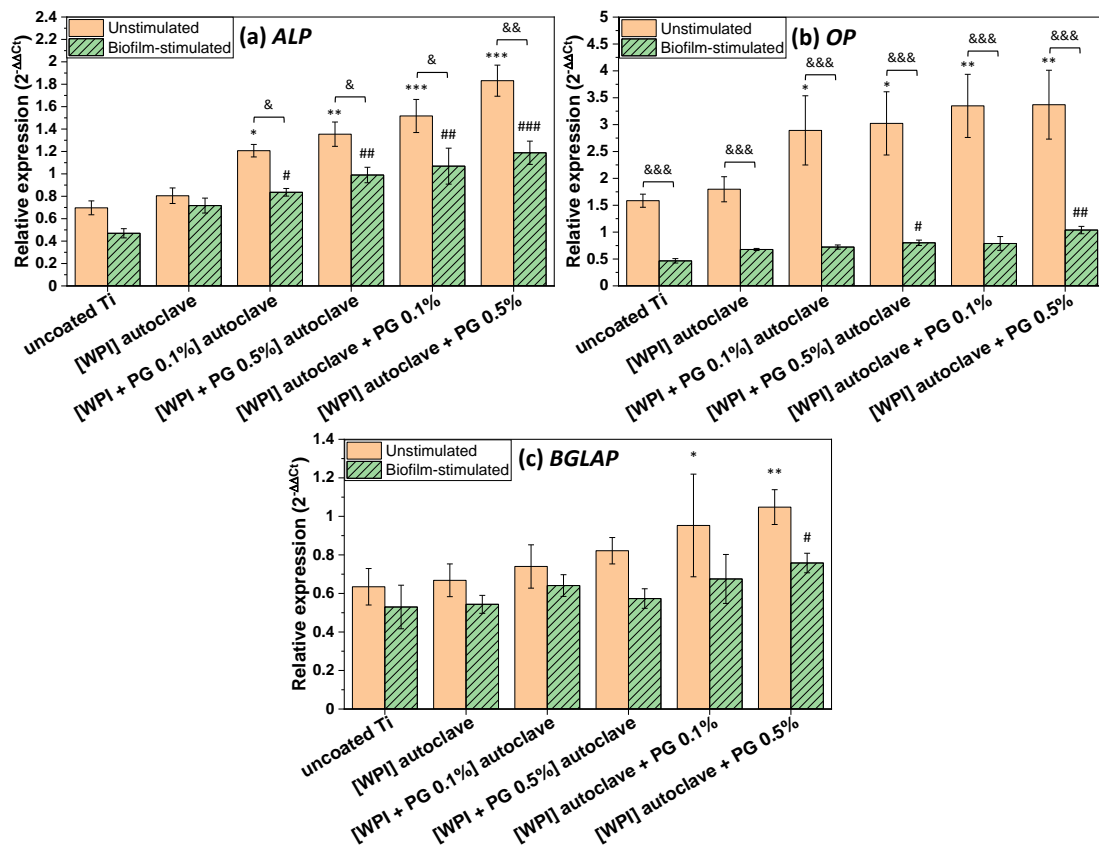 Unstimulated
Biofilm-stimulated
(a) ALP
Relative expression (2-ΔΔCt)
2.4
2.2
2
1.8
1.6
1.4
1.2
1
0.8
0.6
0.4
0.2
0
*
#
&
**
##
&
***
##
&
***
###
&&
uncoated Ti
[WPI] autoclave
[WPI + PG 0.1%] autoclave
[WPI + PG 0.5%] autoclave
[WPI] autoclave + PG 0.1%
[WPI] autoclave + PG 0.5%
Unstimulated
Biofilm-stimulated
(b) OP
Relative expression (2-ΔΔCt)
5
4.5
4
3.5
3
2.5
2
1.5
1
0.5
0
&&&
&&&
*
&&&
*
#
&&&
**
&&&
**
##
&&&
uncoated Ti
[WPI] autoclave
[WPI + PG 0.1%] autoclave
[WPI + PG 0.5%] autoclave
[WPI] autoclave + PG 0.1%
[WPI] autoclave + PG 0.5%
Unstimulated
Biofilm-stimulated
(c) BGLAP
Relative expression (2-ΔΔCt)
1.4
1.2
1
0.8
0.6
0.4
0.2
0
*
**
#
uncoated Ti
[WPI] autoclave
[WPI + PG 0.1%] autoclave
[WPI + PG 0.5%] autoclave
[WPI] autoclave + PG 0.1%
[WPI] autoclave + PG 0.5%